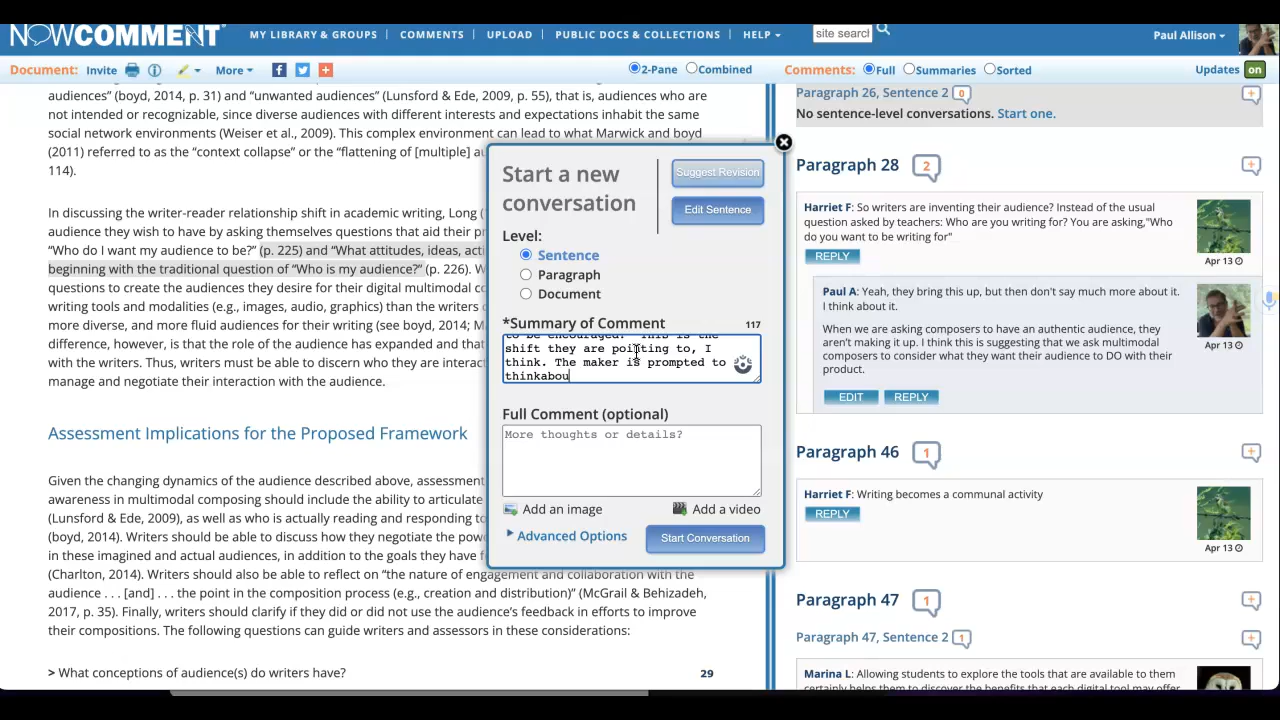 NOWCOMMENT®
MY LIBRARY & GROUPS
COMMENTS
UPLOAD
PUBLIC DOCS & COLLECTIONS
HELP
site search
Paul Allison
Document:
Invite
More
2-Pane
Combined
Comments:
Full
Summaries
Sorted
Updates
on
audiences” (boyd, 2014, p. 31) and “unwanted audiences” (Lunsford & Ede, 2009, p. 55), that is, audiences who are
not intended or recognizable, since diverse audiences with different interests and expectations inhabit the same
social network environments (Weiser et al., 2009). This complex environment can lead to what Marwick and boyd
(2011) referred to as the “context collapse” or the “flattening of [multiple] au
114).
In discussing the writer-reader relationship shift in academic writing, Long (
audience they wish to have by asking themselves questions that aid their pr
“Who do I want my audience to be?” (p. 225) and “What attitudes, ideas, acti
beginning with the traditional question of “Who is my audience?” (p. 226). W
questions to create the audiences they desire for their digital multimodal co
writing tools and modalities (e.g., images, audio, graphics) than the writers o
more diverse, and more fluid audiences for their writing (see boyd, 2014; Ma
difference, however, is that the role of the audience has expanded and that
with the writers. Thus, writers must be able to discern who they are interac
manage and negotiate their interaction with the audience.
Assessment Implications for the Proposed Framework
Given the changing dynamics of the audience described above, assessment
awareness in multimodal composing should include the ability to articulate
(Lunsford & Ede, 2009), as well as who is actually reading and responding to
(boyd, 2014). Writers should be able to discuss how they negotiate the powe
in these imagined and actual audiences, in addition to the goals they have f
(Charlton, 2014). Writers should also be able to reflect on “the nature of engagement and collaboration with the
audience . . . [and] . . . the point in the composition process (e.g., creation and distribution)” (McGrail & Behizadeh,
2017, p. 35). Finally, writers should clarify if they did or did not use the audience’s feedback in efforts to improve
their compositions. The following questions can guide writers and assessors in these considerations:
> What conceptions of audience(s) do writers have?
29
Start a new
conversation
Suggest Revision
Edit Sentence
Level:
Sentence
Paragraph
Document
*Summary of Comment
117
to be encouraged? This is the
shift they are pointing to, I
think. The maker is prompted to
thinkabou
Full Comment (optional)
More thoughts or details?
Add an image
Add a video
Advanced Options
Start Conversation
Paragraph 26, Sentence 2
0
+
No sentence-level conversations. Start one.
Paragraph 28
2
+
Harriet F: So writers are inventing their audience? Instead of the usual
question asked by teachers: Who are you writing for? You are asking,"Who
do you want to be writing for"
REPLY
Apr 13
Paul A: Yeah, they bring this up, but then don't say much more about it.
I think about it.
When we are asking composers to have an authentic audience, they
aren't making it up. I think this is suggesting that we ask multimodal
composers to consider what they want their audience to DO with their
product.
Apr 13
EDIT
REPLY
Paragraph 46
1
+
Harriet F: Writing becomes a communal activity
REPLY
Apr 13
Paragraph 47
1
+
Paragraph 47, Sentence 2
1
+
Marina L: Allowing students to explore the tools that are available to them
certainly helps them to discover the benefits that each digital tool may offer